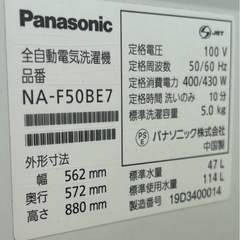 Panasonic
JET
全自動電気洗濯機
品番
NA-F50BE7
外形寸法
幅 562 mm
奥行 572 mm
高さ 880 mm
定格電圧 100 V
定格周波数 50/60 Hz
定格消費電力 400/430 W
定格時間 洗いのみ 10分
標準洗濯容量 5.0 kg
PS
E
パナソニック株式会社
中国製
標準水量 47 L
標準使用水量 114 L
製造番号 19D3400014